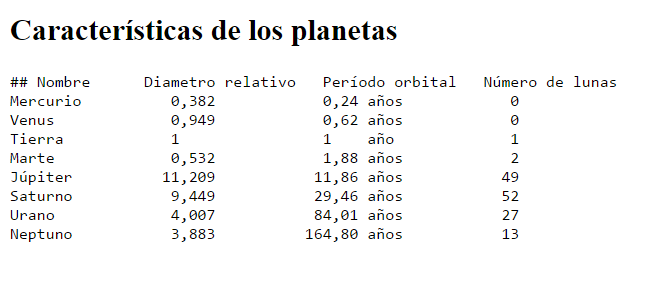 Características de los planetas
## Nombre      Diametro relativo   Período orbital   Número de lunas
Mercurio          0,382            0,24 años            0
Venus             0,949            0,62 años            0
Tierra            1                1    año             1
Marte             0,532            1,88 años            2
Júpiter          11,209           11,86 años           49
Saturno           9,449           29,46 años           52
Urano             4,007           84,01 años           27
Neptuno           3,883          164,80 años           13